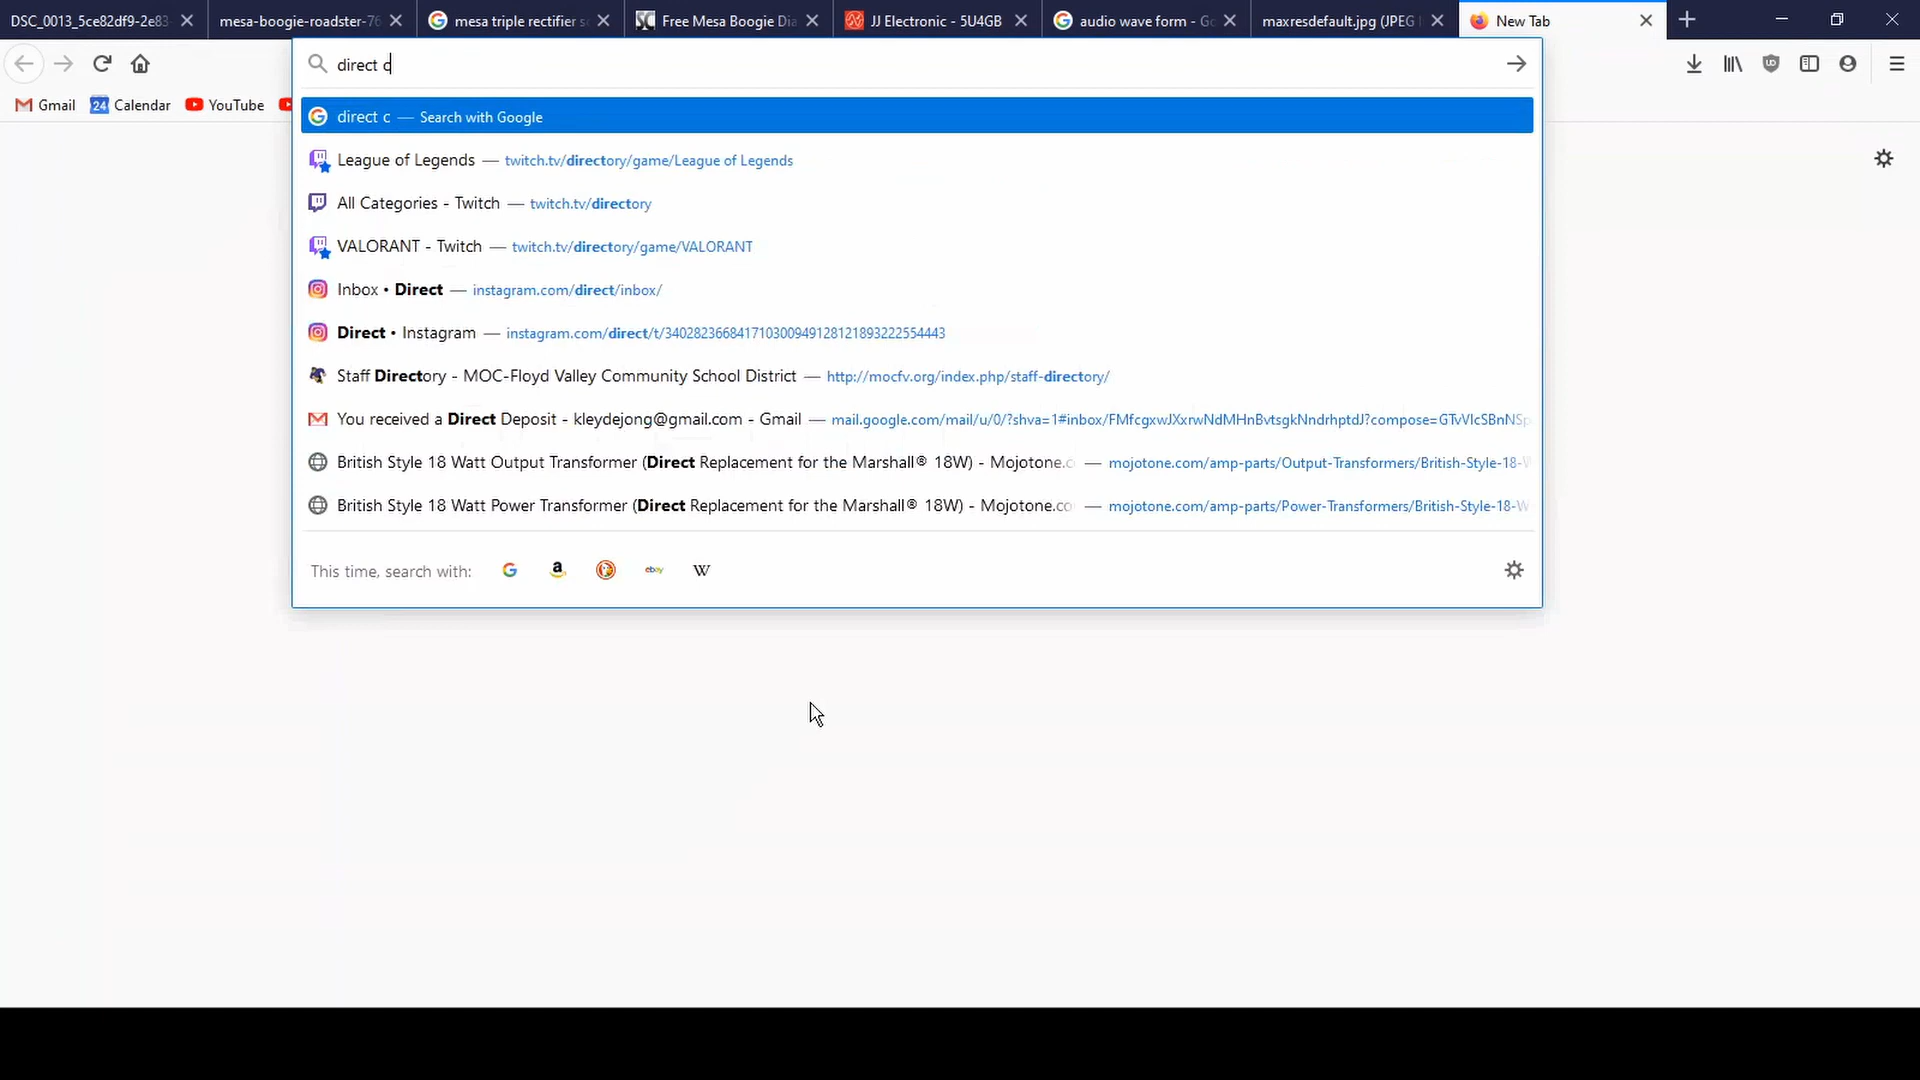 DSC_0013_5ce82df9-2e83-
mesa-boogie-roadster-76
mesa triple rectifier s
Free Mesa Boogie Dia
JJ Electronic - 5U4GB
audio wave form - Go
maxresdefault.jpg (JPEG I
New Tab
direct c
Gmail
24 Calendar
YouTube
direct c — Search with Google
League of Legends — twitch.tv/directory/game/League of Legends
All Categories - Twitch — twitch.tv/directory
VALORANT - Twitch — twitch.tv/directory/game/VALORANT
Inbox • Direct — instagram.com/direct/inbox/
Direct • Instagram — instagram.com/direct/t/340282366841710300949128121893222554443
Staff Directory - MOC-Floyd Valley Community School District — http://mocfv.org/index.php/staff-directory/
You received a Direct Deposit - kleydejong@gmail.com - Gmail — mail.google.com/mail/u/0/?shva=1#inbox/FMfcgxwJXxrwNdMHnBvtsgkNndrhptdJ?compose=GTvVlcSBnNSp
British Style 18 Watt Output Transformer (Direct Replacement for the Marshall® 18W) - Mojotone.c — mojotone.com/amp-parts/Output-Transformers/British-Style-18-W
British Style 18 Watt Power Transformer (Direct Replacement for the Marshall® 18W) - Mojotone.co — mojotone.com/amp-parts/Power-Transformers/British-Style-18-W
This time, search with: G a ebay W